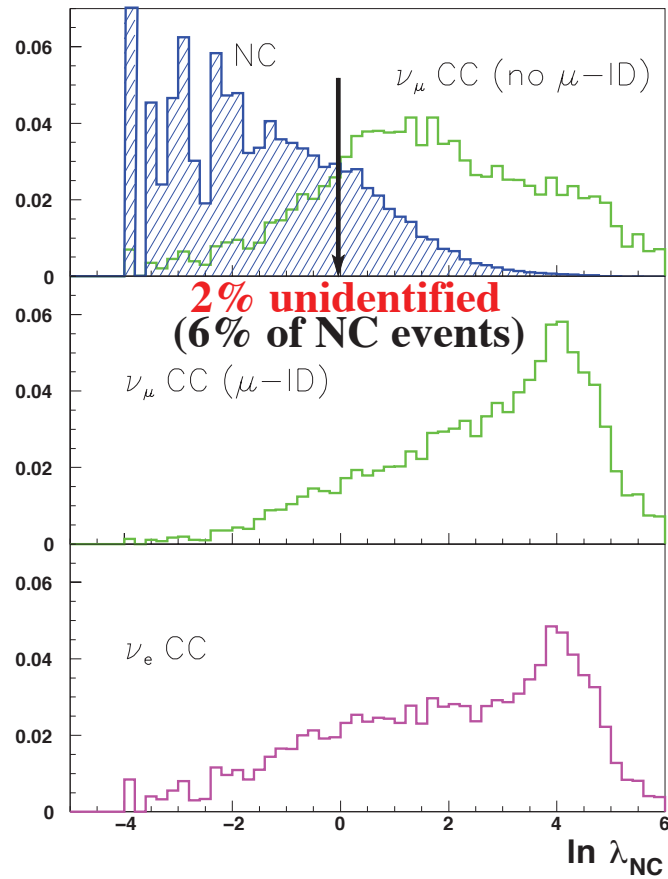 0.06
NC
ν_μ CC (no μ−ID)
0.04
0.02
0
2% unidentified
(6% of NC events)
0.06
ν_μ CC (μ−ID)
0.04
0.02
0
0.06
ν_e CC
0.04
0.02
0
−4 −2 0 2 4 6
ln λ_NC